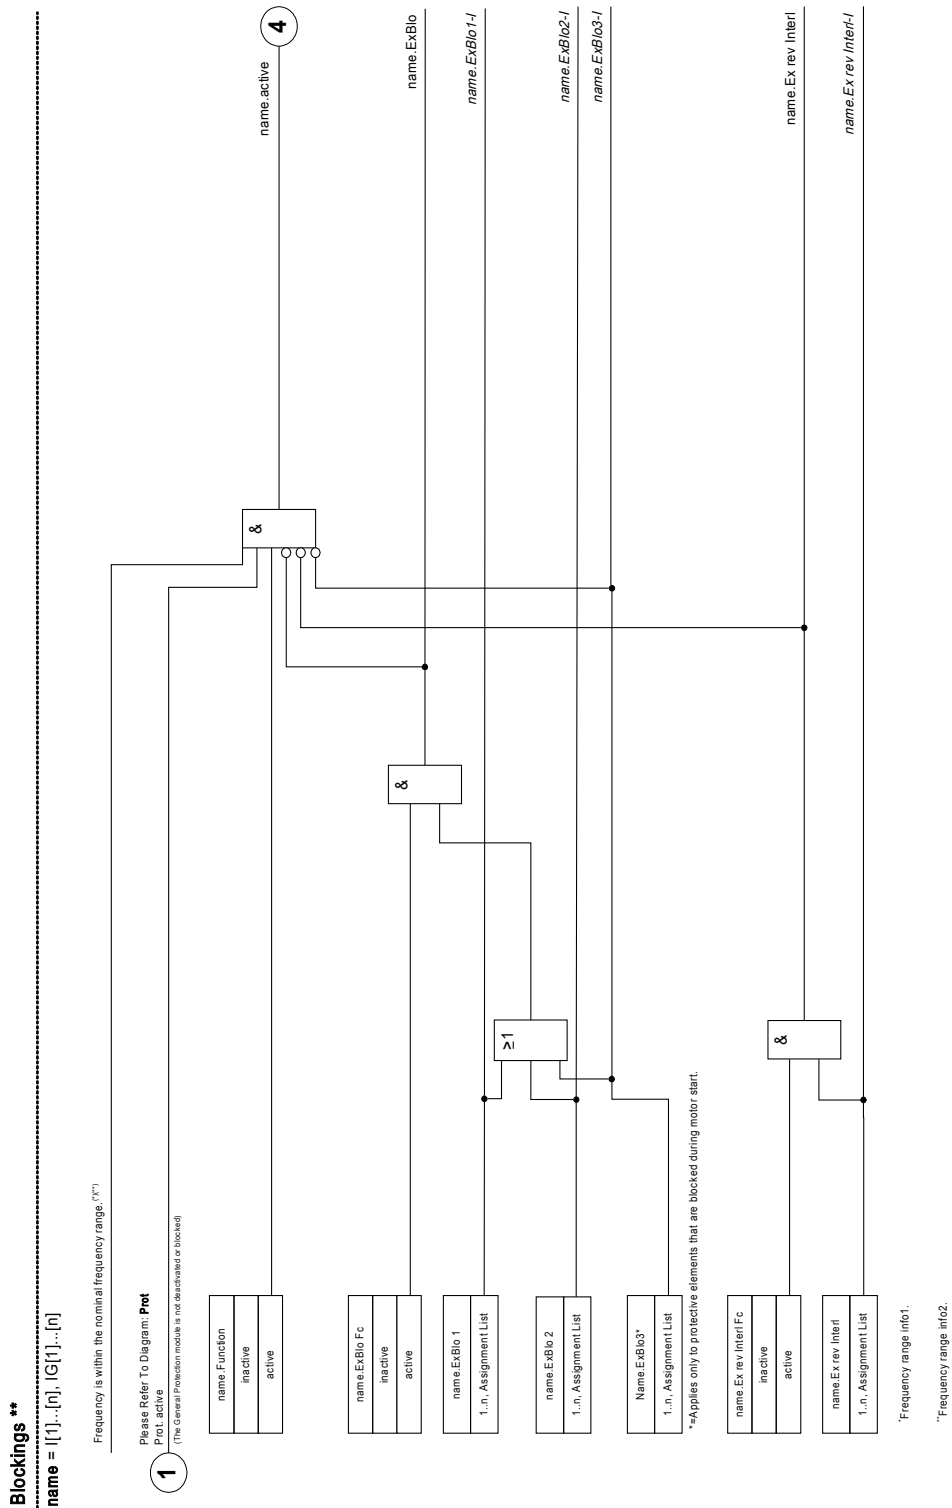 Blockings **
name = I[1]...[n], IG[1]...[n]
Frequency is within the nominal frequency range.(*)(**)
Please Refer To Diagram: Prot
Prot. active
1
(The General Protection module is not deactivated or blocked)
name.Function
inactive
active
&
name.active
4
name.ExBlo Fc
inactive
active
&
name.ExBlo
name.ExBlo 1
1..n, Assignment List
name.ExBlo1-I
≥1
name.ExBlo 2
1..n, Assignment List
name.ExBlo2-I
Name.ExBlo3*
1..n, Assignment List
name.ExBlo3-I
*=Applies only to protective elements that are blocked during motor start.
name.Ex rev Interl Fc
inactive
active
&
name.Ex rev Interl
name.Ex rev Interl
1..n, Assignment List
name.Ex rev Interl-I
*Frequency range info1.
**Frequency range info2.